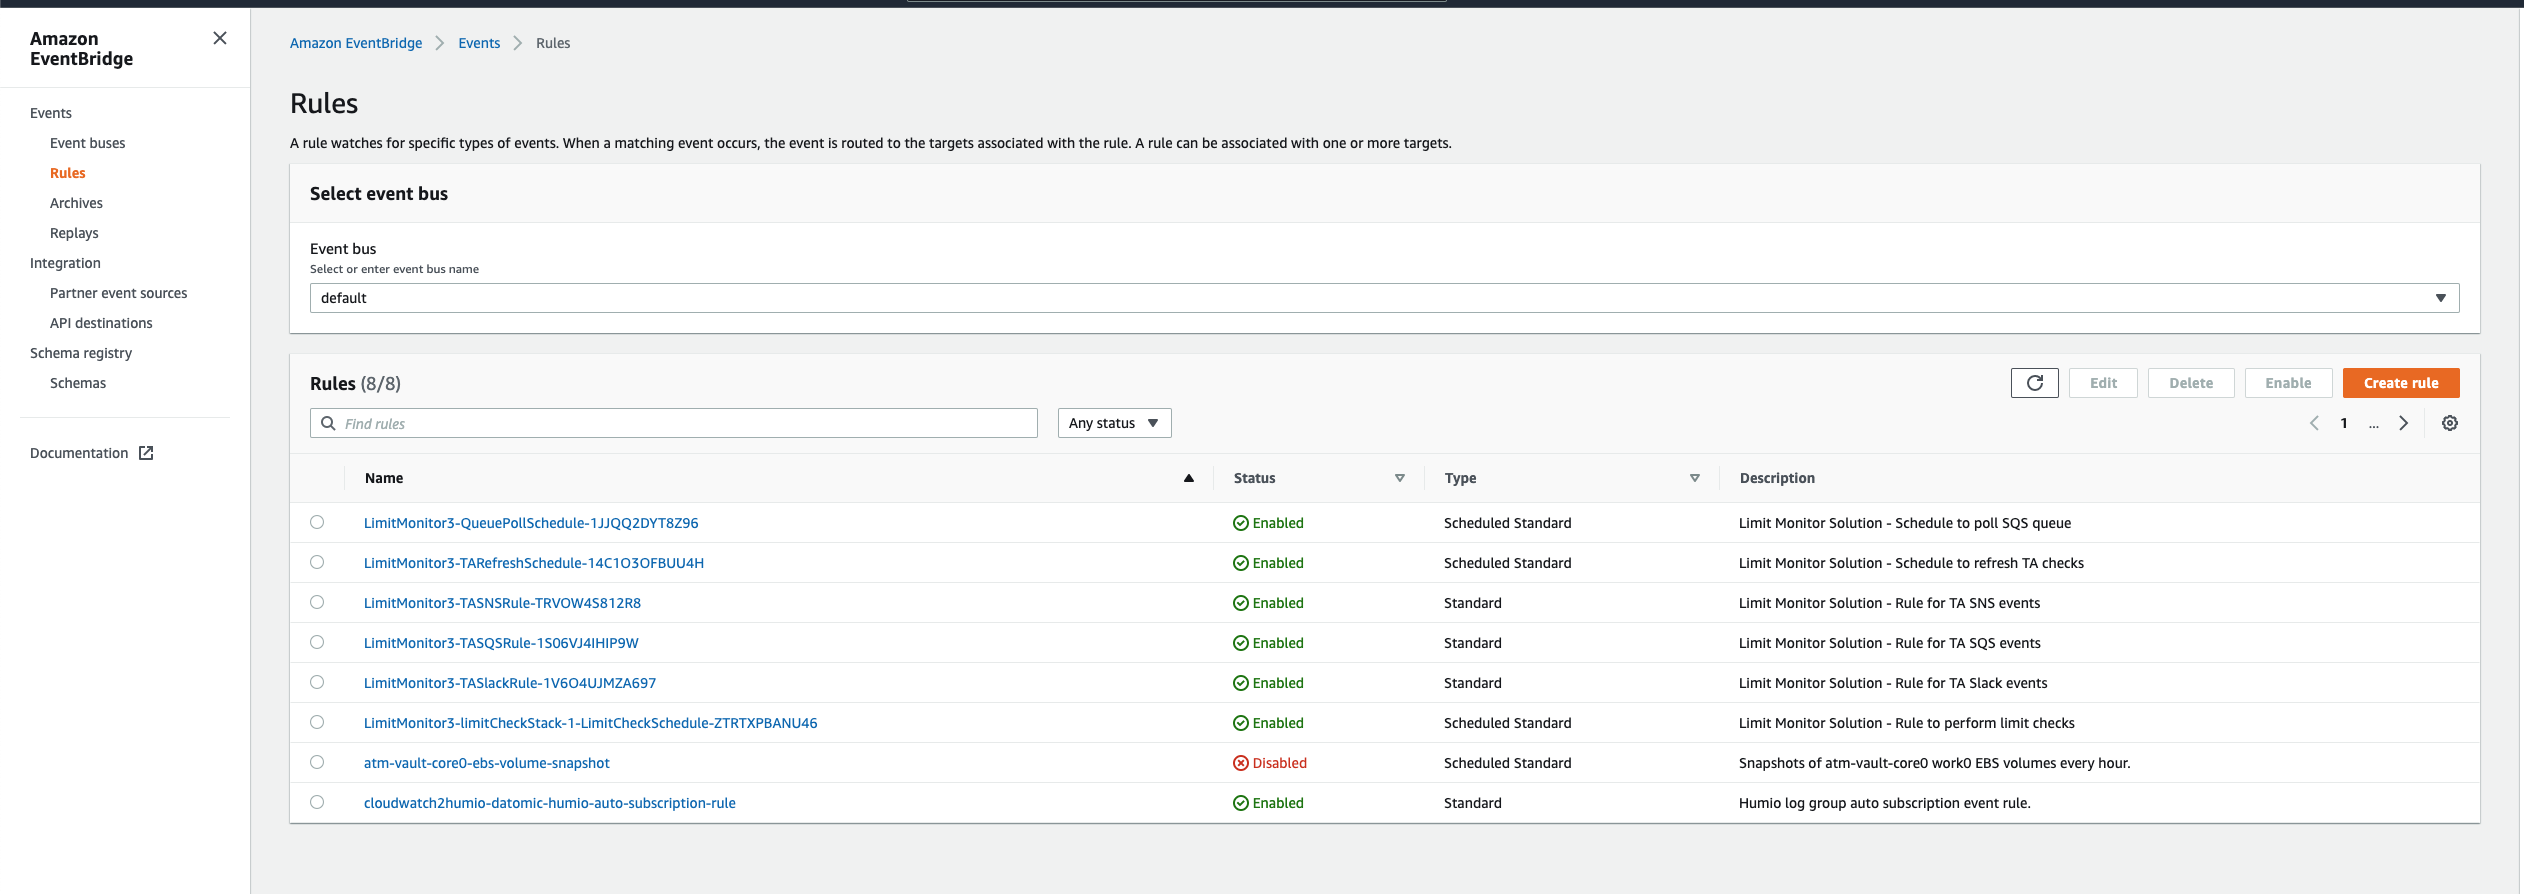 Amazon
EventBridge
Events
Event buses
Rules
Archives
Replays
Integration
Partner event sources
API destinations
Schema registry
Schemas
Documentation
Amazon EventBridge > Events > Rules
Rules
A rule watches for specific types of events. When a matching event occurs, the event is routed to the targets associated with the rule. A rule can be associated with one or more targets.
Select event bus
Event bus
Select or enter event bus name
default
Rules (8/8)
Edit Delete Enable Create rule
Find rules Any status 1 ...
Name Status Type Description
LimitMonitor3-QueuePollSchedule-1JJQQ2DYT8Z96 Enabled Scheduled Standard Limit Monitor Solution - Schedule to poll SQS queue
LimitMonitor3-TARefreshSchedule-14C1O3OFBUU4H Enabled Scheduled Standard Limit Monitor Solution - Schedule to refresh TA checks
LimitMonitor3-TASNSRule-TRVOW4S812R8 Enabled Standard Limit Monitor Solution - Rule for TA SNS events
LimitMonitor3-TASQSRule-1S06VJ4IHIP9W Enabled Standard Limit Monitor Solution - Rule for TA SQS events
LimitMonitor3-TASlackRule-1V6O4UJMZA697 Enabled Standard Limit Monitor Solution - Rule for TA Slack events
LimitMonitor3-limitCheckStack-1-LimitCheckSchedule-ZTRTXPBANU46 Enabled Scheduled Standard Limit Monitor Solution - Rule to perform limit checks
atm-vault-core0-ebs-volume-snapshot Disabled Scheduled Standard Snapshots of atm-vault-core0 work0 EBS volumes every hour.
cloudwatch2humio-datomic-humio-auto-subscription-rule Enabled Standard Humio log group auto subscription event rule.